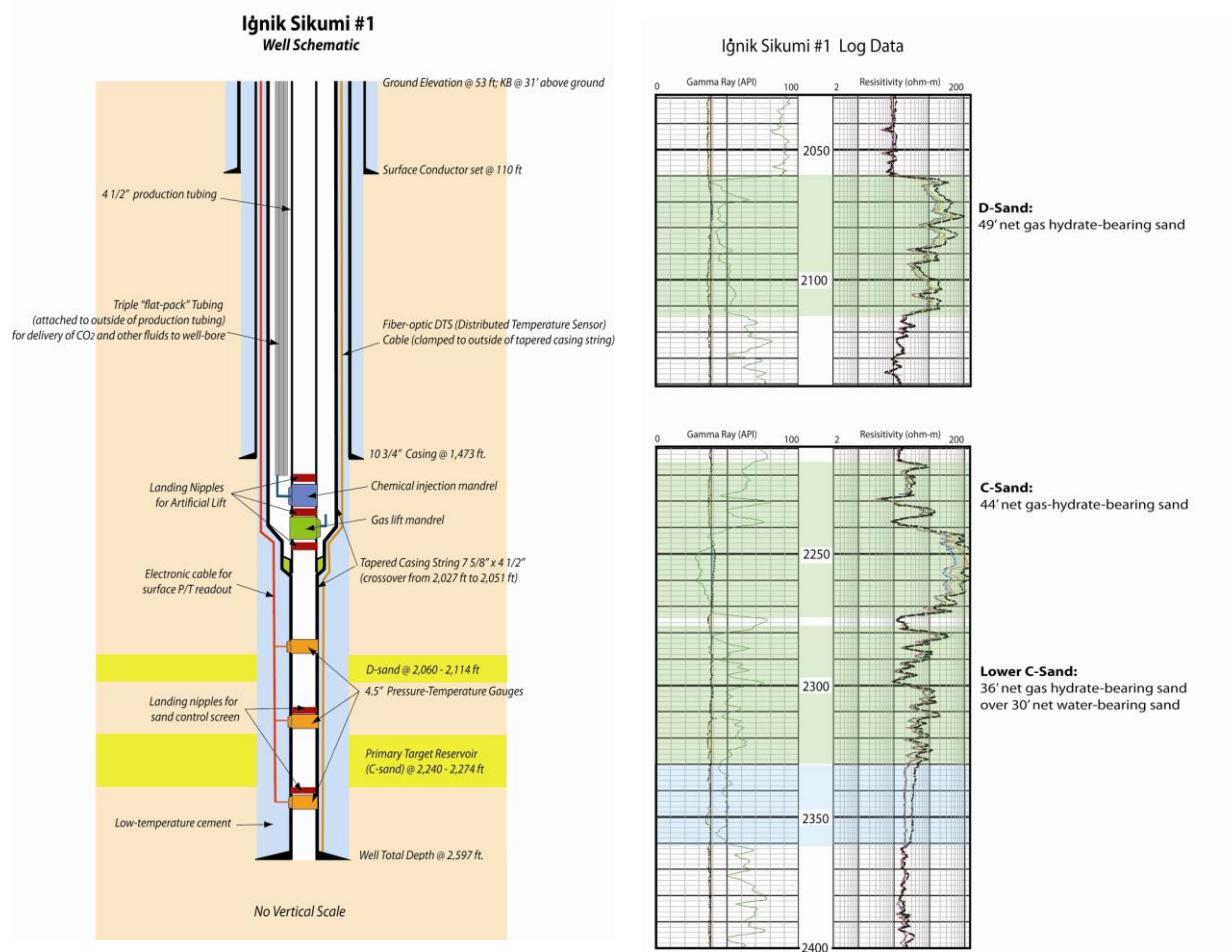 Iġnik Sikumi #1
Well Schematic
Ground Elevation @ 53 ft; KB @ 31' above ground
Surface Conductor set @ 110 ft
4 1/2" production tubing
Triple "flat-pack" Tubing
(attached to outside of production tubing)
for delivery of CO2 and other fluids to well-bore
Fiber-optic DTS (Distributed Temperature Sensor)
Cable (clamped to outside of tapered casing string)
10 3/4" Casing @ 1,473 ft.
Landing Nipples
for Artificial Lift
Chemical injection mandrel
Gas lift mandrel
Tapered Casing String 7 5/8" x 4 1/2"
(crossover from 2,027 ft to 2,051 ft)
Electronic cable for
surface P/T readout
D-sand @ 2,060 - 2,114 ft
4.5" Pressure-Temperature Gauges
Landing nipples for
sand control screen
Primary Target Reservoir
(C-sand) @ 2,240 - 2,274 ft
Low-temperature cement
Well Total Depth @ 2,597 ft.
No Vertical Scale
Iġnik Sikumi #1 Log Data
0 Gamma Ray (API) 100 2 Resisitivity (ohm-m) 200
2050
2100
D-Sand:
49' net gas hydrate-bearing sand
0 Gamma Ray (API) 100 2 Resisitivity (ohm-m) 200
2250
2300
2350
2400
C-Sand:
44' net gas-hydrate-bearing sand
Lower C-Sand:
36' net gas hydrate-bearing sand
over 30' net water-bearing sand